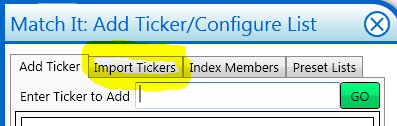 Match It: Add Ticker/Configure List
Add Ticker Import Tickers Index Members Preset Lists
Enter Ticker to Add GO